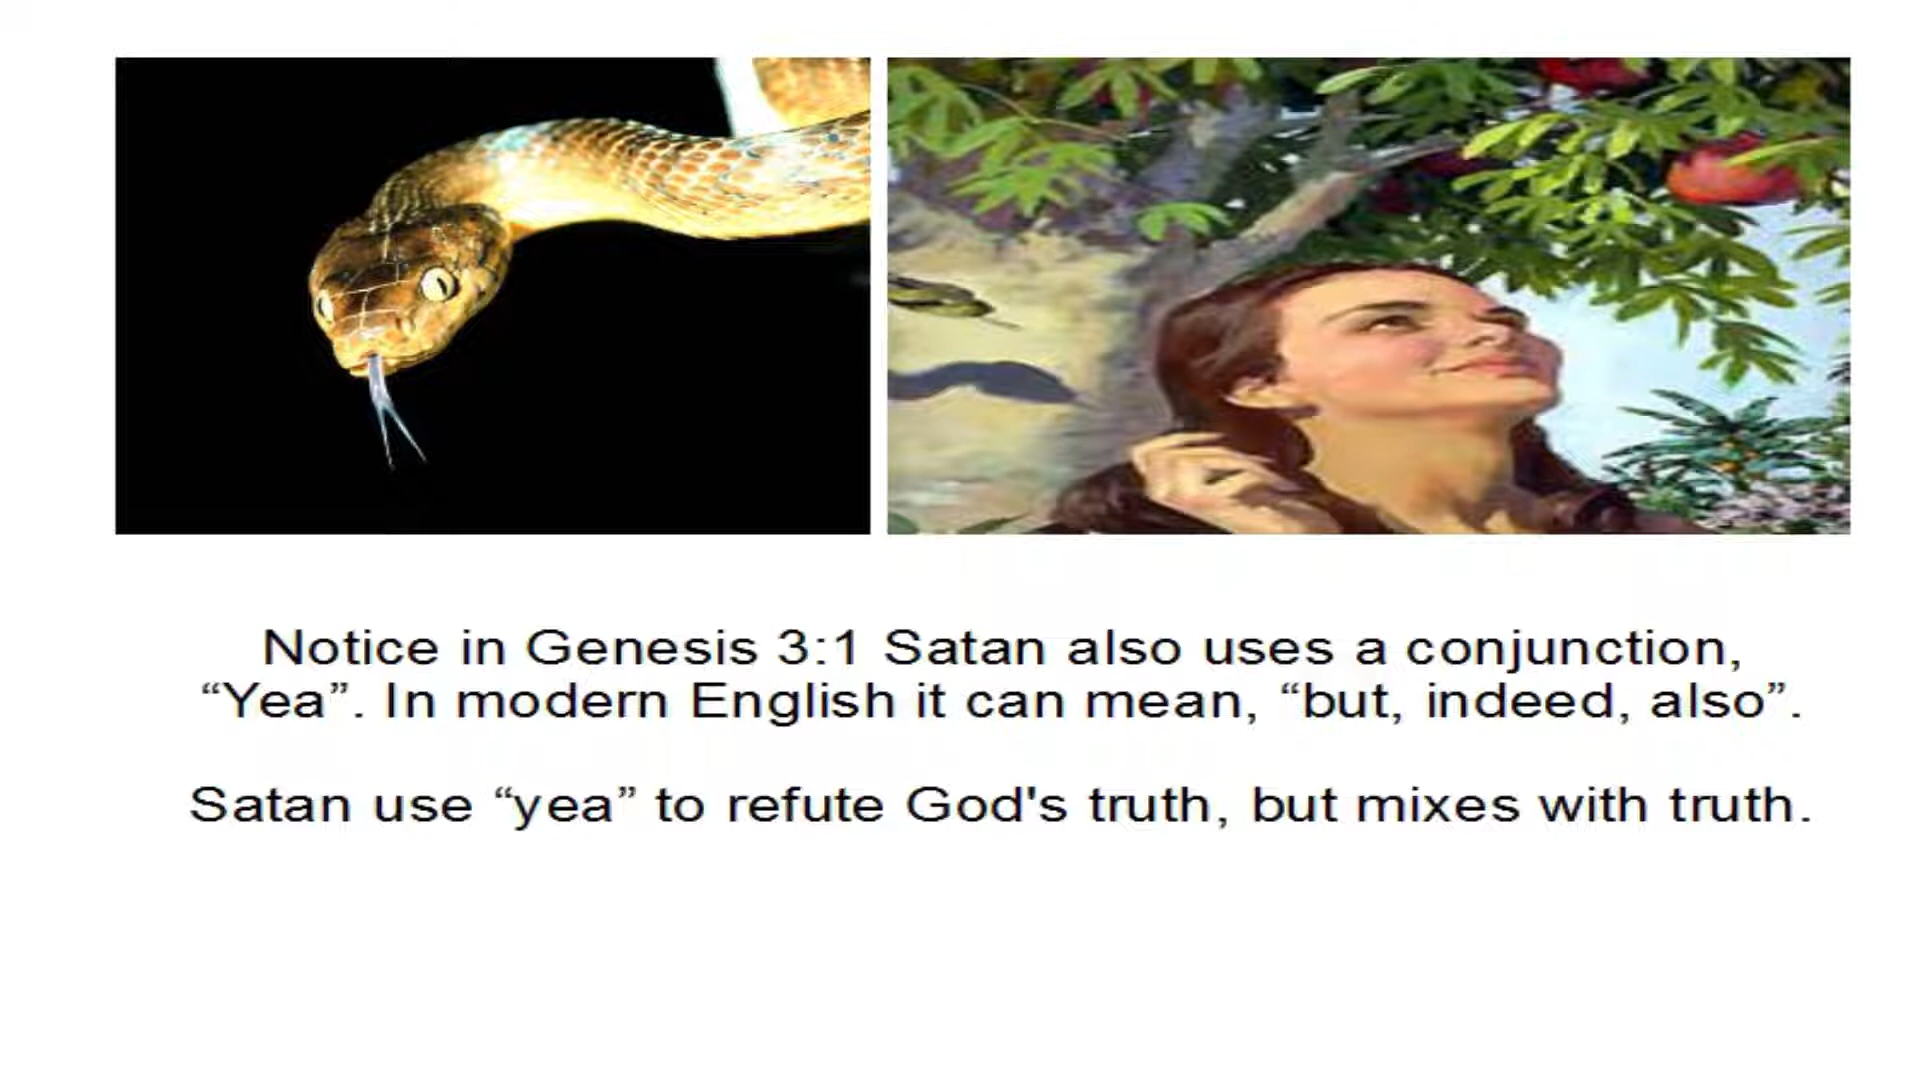 Notice in Genesis 3:1 Satan also uses a conjunction,
“Yea”. In modern English it can mean, “but, indeed, also”.
Satan use “yea” to refute God's truth, but mixes with truth.